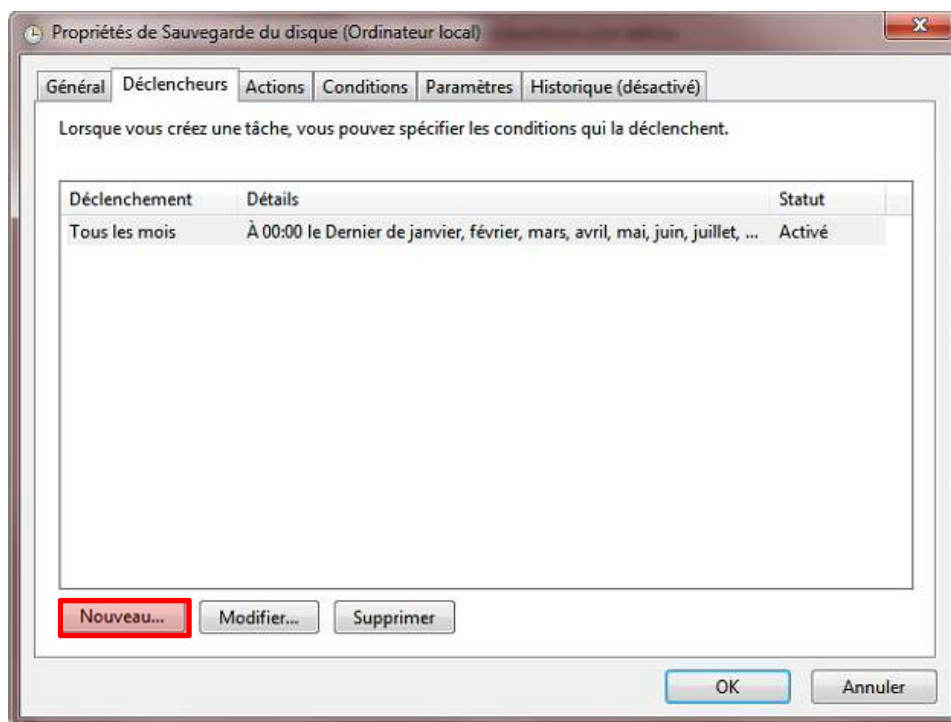 Propriétés de Sauvegarde du disque (Ordinateur local)
Général Déclencheurs Actions Conditions Paramètres Historique (désactivé)
Lorsque vous créez une tâche, vous pouvez spécifier les conditions qui la déclenchent.
Déclenchement Détails Statut
Tous les mois À 00:00 le Dernier de janvier, février, mars, avril, mai, juin, juillet, ... Activé
Nouveau... Modifier... Supprimer
OK Annuler